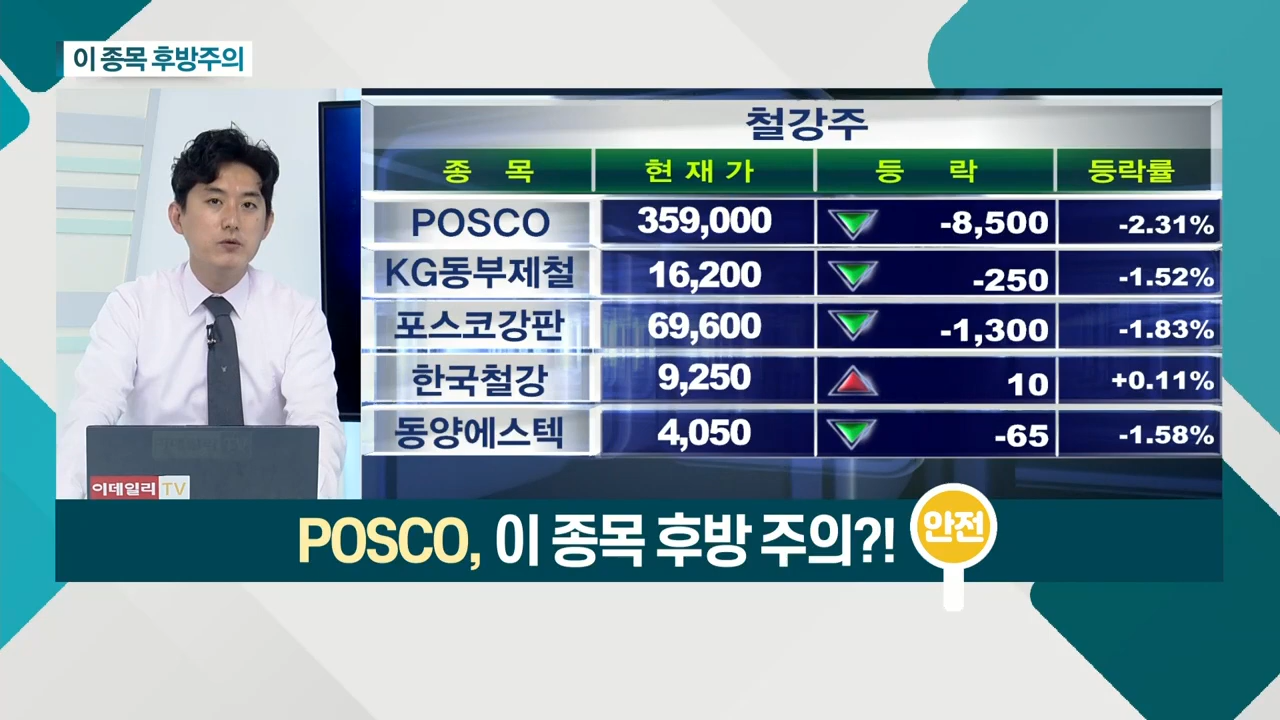 이 종목 후방주의
철강주
종 목 현재가 등 락 등락률
POSCO 359,000 -8,500 -2.31%
KG동부제철 16,200 -250 -1.52%
포스코강판 69,600 -1,300 -1.83%
한국철강 9,250 10 +0.11%
동양에스텍 4,050 -65 -1.58%
이데일리TV
POSCO, 이 종목 후방 주의?!
안전